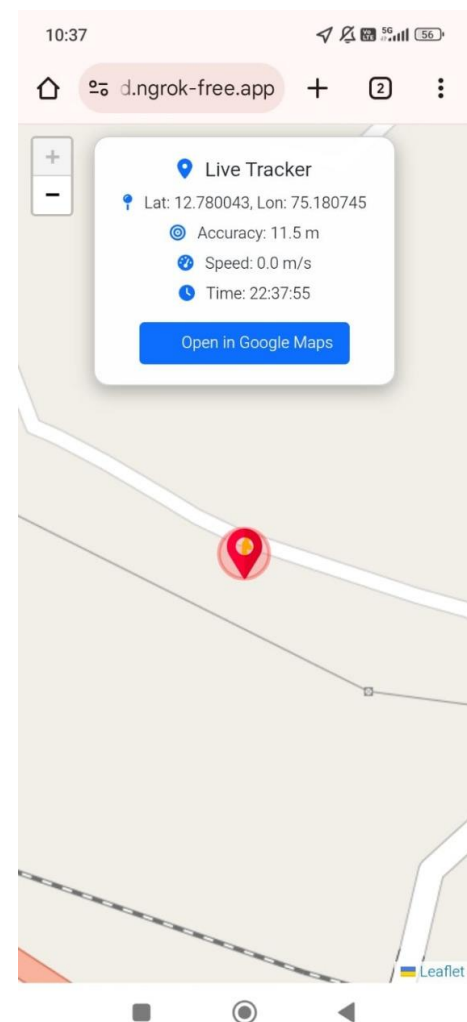 10:37
5G
56
d.ngrok-free.app
2
+
Live Tracker
−
Lat: 12.780043, Lon: 75.180745
Accuracy: 11.5 m
Speed: 0.0 m/s
Time: 22:37:55
Open in Google Maps
Leaflet